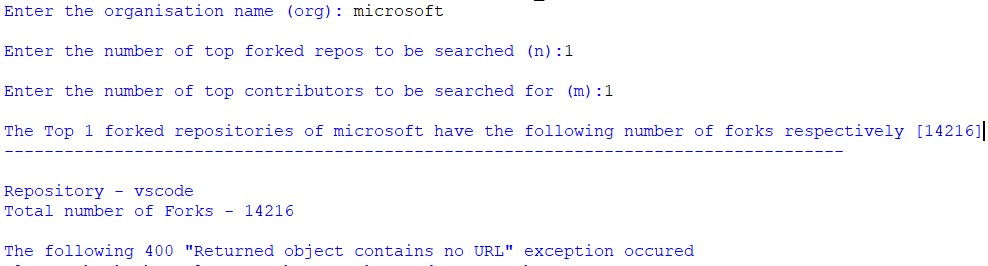 Enter the organisation name (org): microsoft
Enter the number of top forked repos to be searched (n):1
Enter the number of top contributors to be searched for (m):1
The Top 1 forked repositories of microsoft have the following number of forks respectively [14216]
------------------------------------------------------------------------------------
Repository - vscode
Total number of Forks - 14216
The following 400 "Returned object contains no URL" exception occured